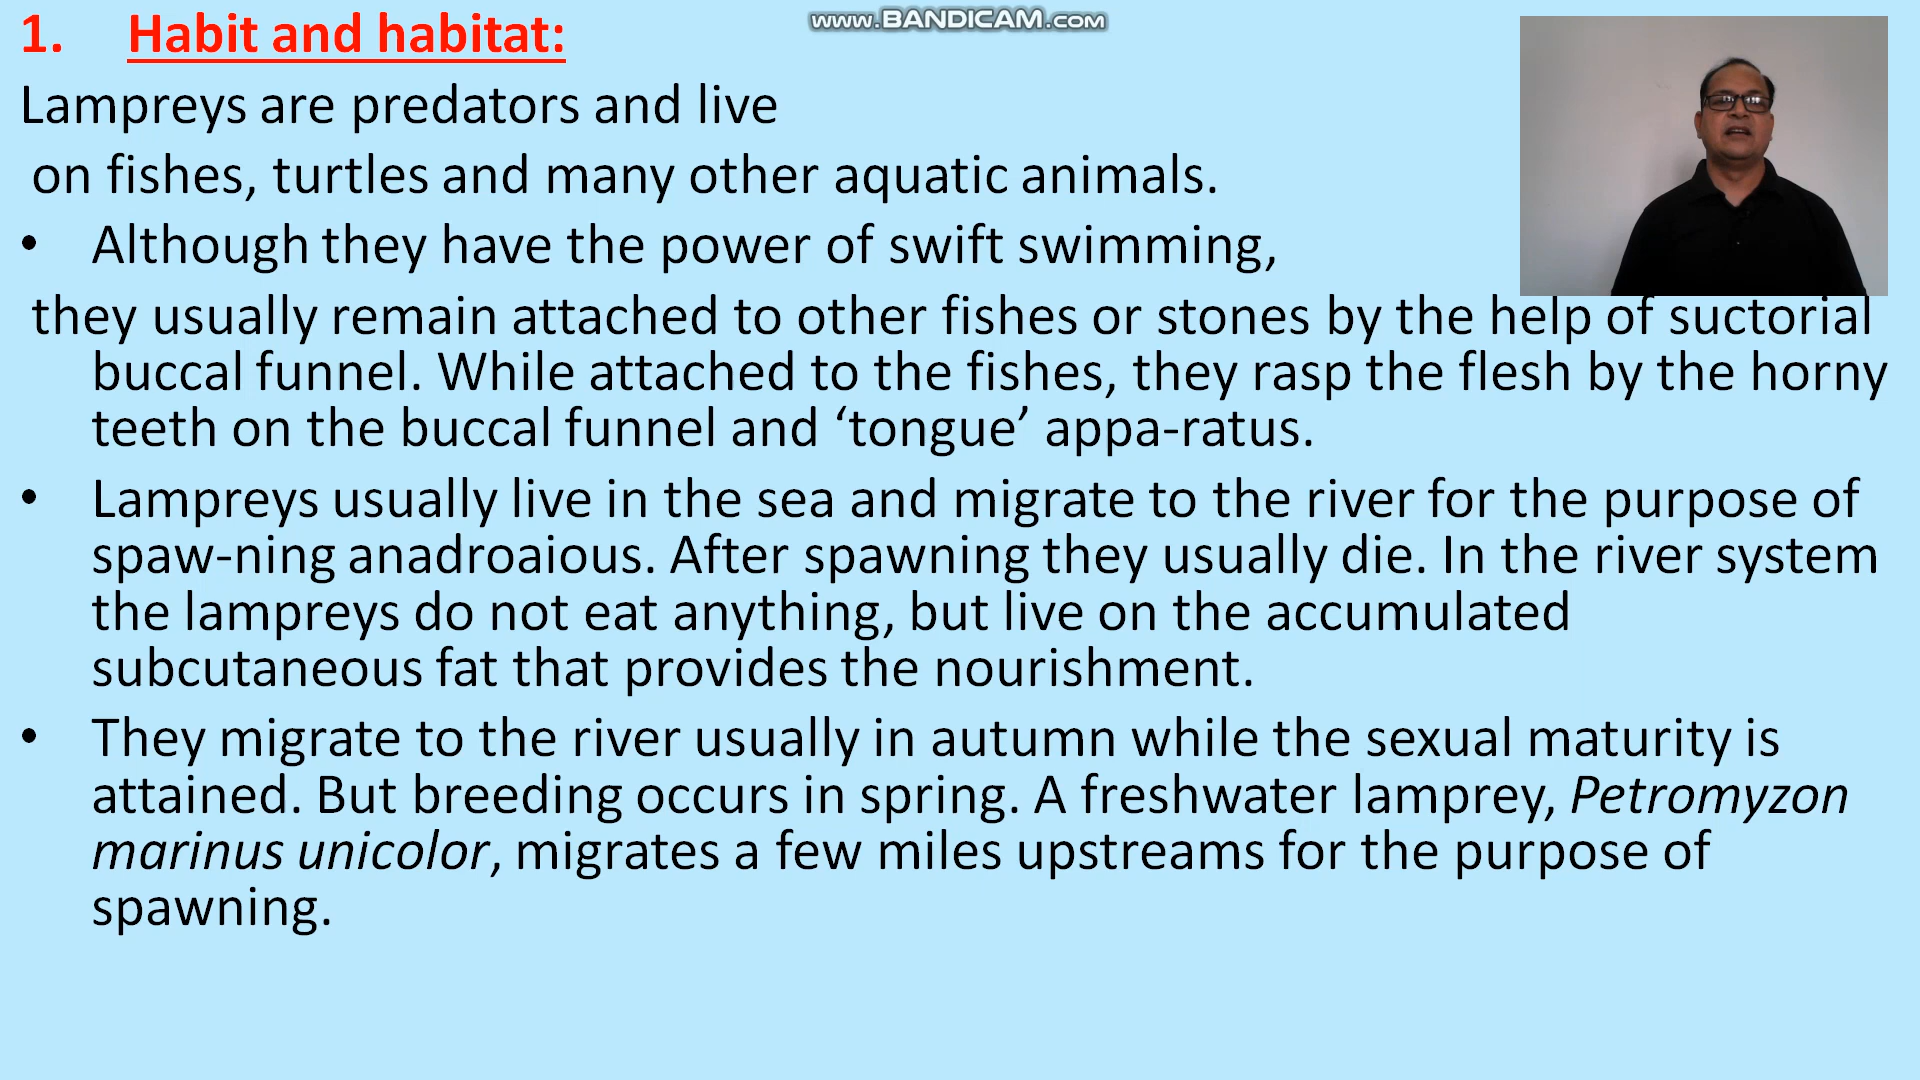 www.BANDICAM.com
1. Habit and habitat:
Lampreys are predators and live
on fishes, turtles and many other aquatic animals.
• Although they have the power of swift swimming,
they usually remain attached to other fishes or stones by the help of suctorial
buccal funnel. While attached to the fishes, they rasp the flesh by the horny
teeth on the buccal funnel and ‘tongue’ appa-ratus.
• Lampreys usually live in the sea and migrate to the river for the purpose of
spaw-ning anadroaious. After spawning they usually die. In the river system
the lampreys do not eat anything, but live on the accumulated
subcutaneous fat that provides the nourishment.
• They migrate to the river usually in autumn while the sexual maturity is
attained. But breeding occurs in spring. A freshwater lamprey, Petromyzon
marinus unicolor, migrates a few miles upstreams for the purpose of
spawning.